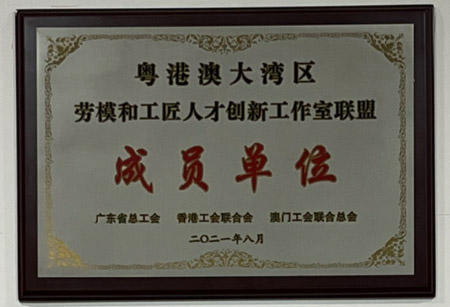 粤港澳大湾区
劳模和工匠人才创新工作室联盟
成员单位
广东省总工会 香港工会联合会 澳门工会联合总会
二〇二一年八月